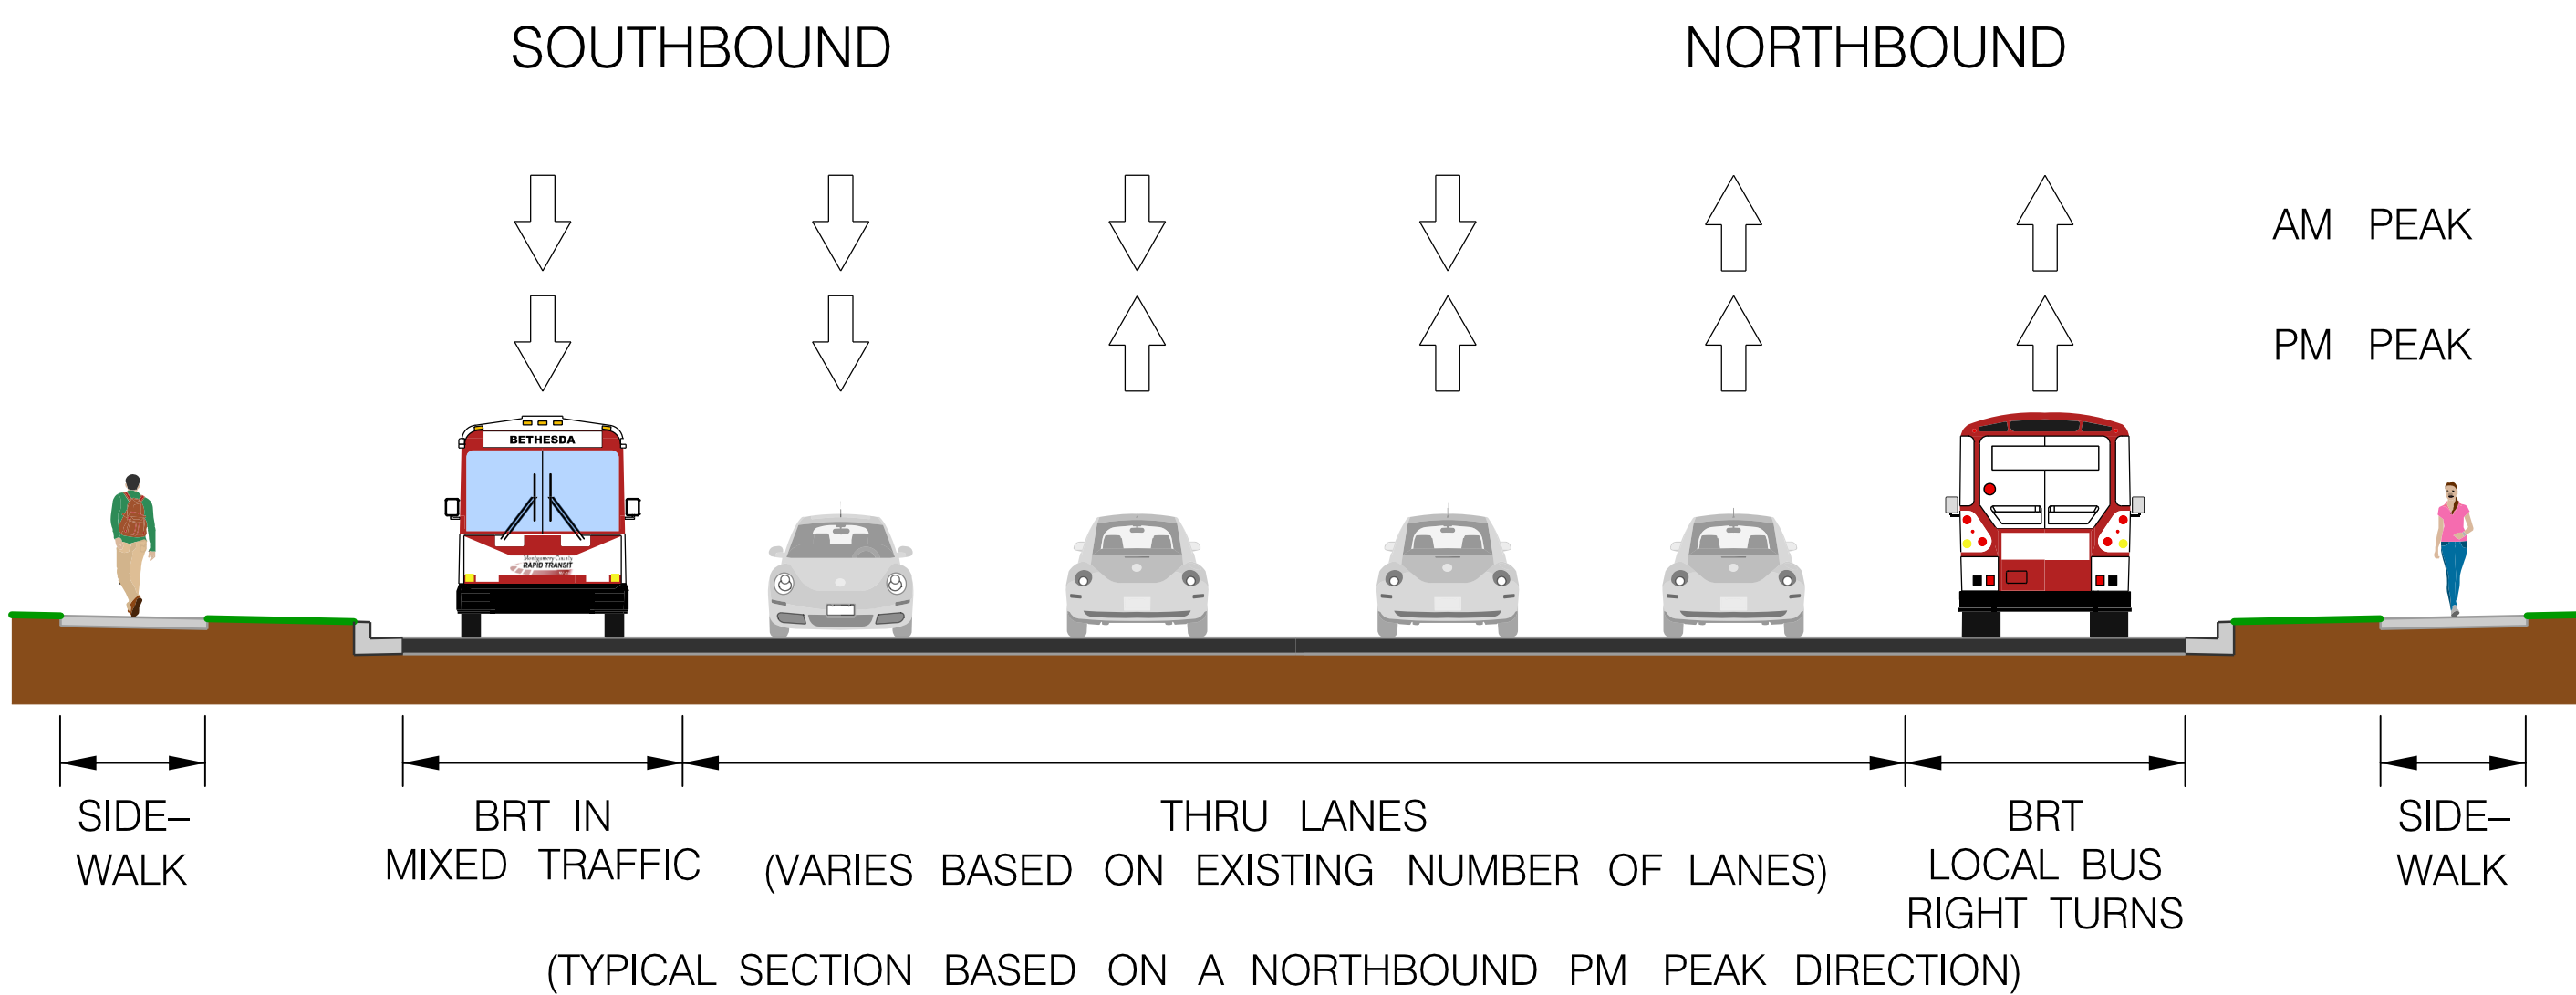 SOUTHBOUND NORTHBOUND
AM PEAK
PM PEAK
BETHESDA
Montgomery County
RAPID TRANSIT
SIDE–
WALK
BRT IN
MIXED TRAFFIC
THRU LANES
(VARIES BASED ON EXISTING NUMBER OF LANES)
BRT
LOCAL BUS
RIGHT TURNS
SIDE–
WALK
(TYPICAL SECTION BASED ON A NORTHBOUND PM PEAK DIRECTION)